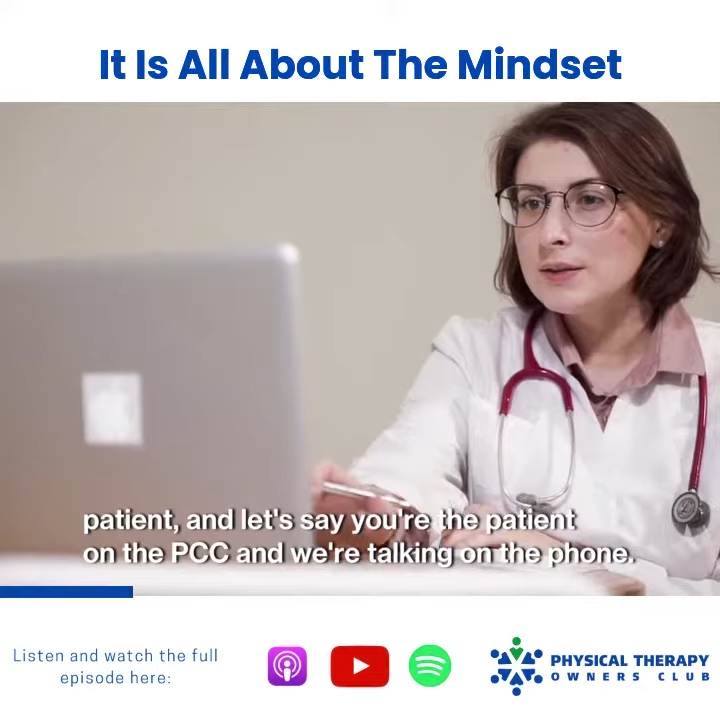 It Is All About The Mindset
patient, and let's say you're the patient
on the PCC and we're talking on the phone.
Listen and watch the full
episode here:
PHYSICAL THERAPY
OWNERS CLUB